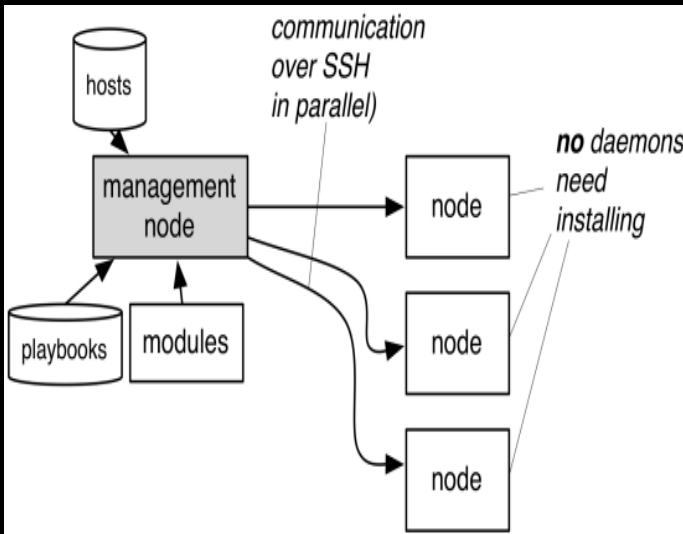 communication
over SSH
in parallel)
hosts
management
node
playbooks
modules
node
node
node
no daemons
need
installing